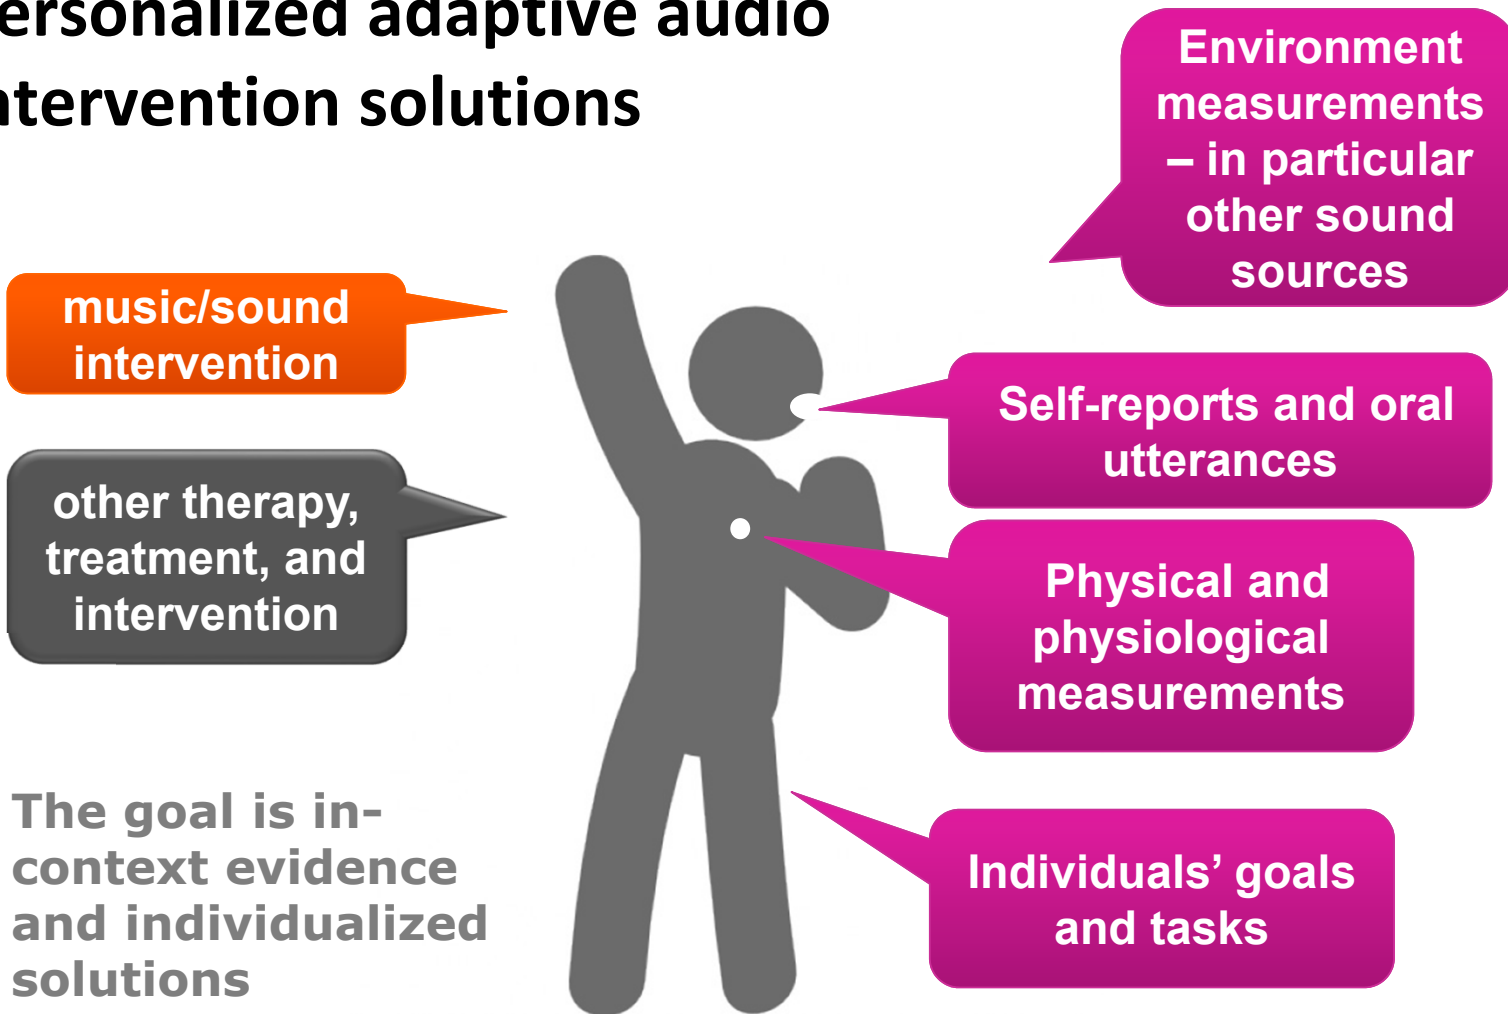 ersonalized adaptive audio
ntervention solutions
Environment
measurements
– in particular
other sound
sources
music/sound
intervention
Self-reports and oral
utterances
other therapy,
treatment, and
intervention
Physical and
physiological
measurements
The goal is in-
context evidence
and individualized
solutions
Individuals’ goals
and tasks